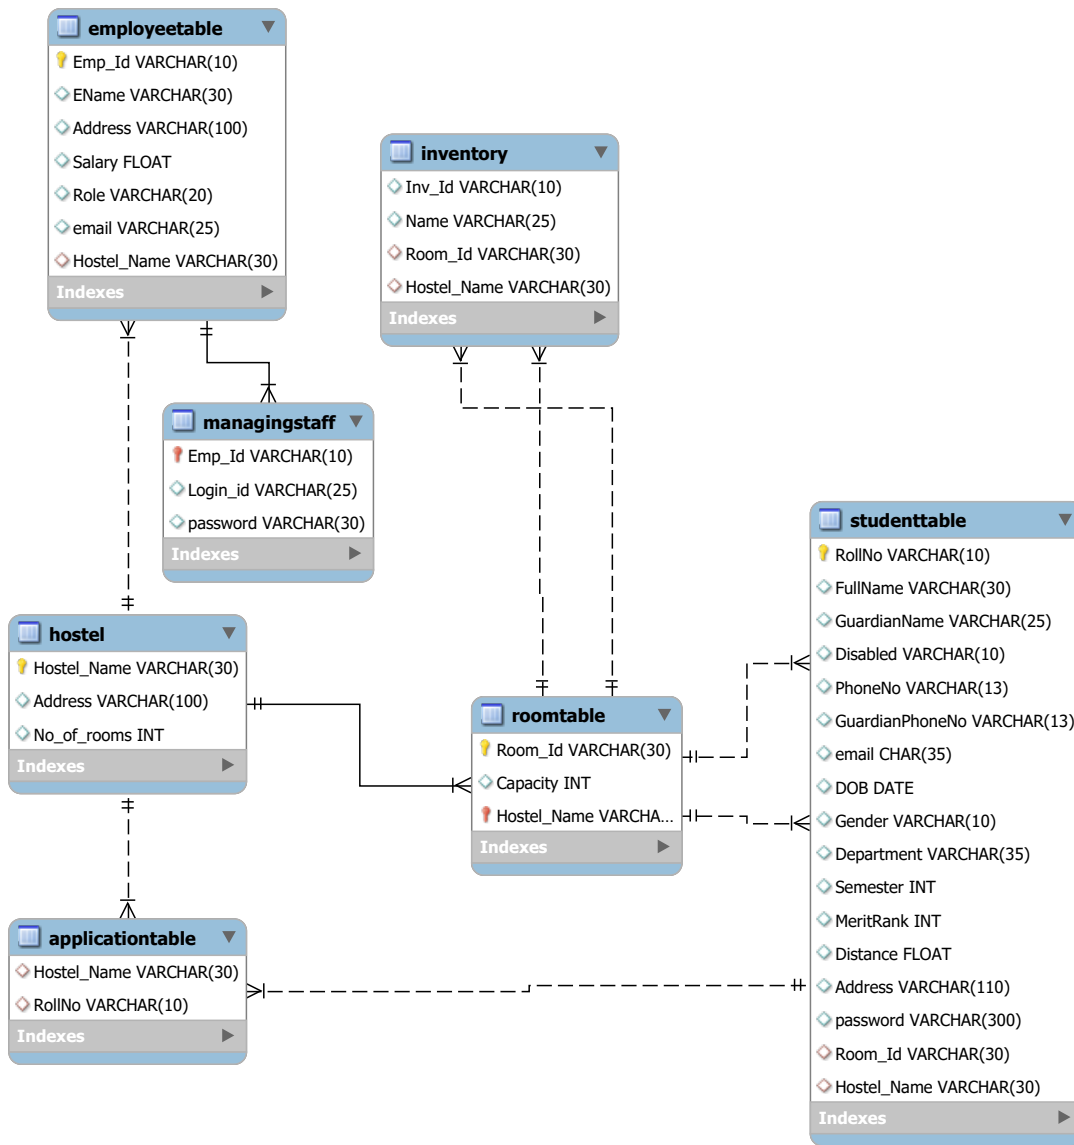 employeetable
Emp_Id VARCHAR(10)
EName VARCHAR(30)
Address VARCHAR(100)
Salary FLOAT
Role VARCHAR(20)
email VARCHAR(25)
Hostel_Name VARCHAR(30)
Indexes
inventory
Inv_Id VARCHAR(10)
Name VARCHAR(25)
Room_Id VARCHAR(30)
Hostel_Name VARCHAR(30)
Indexes
managingstaff
Emp_Id VARCHAR(10)
Login_id VARCHAR(25)
password VARCHAR(30)
Indexes
hostel
Hostel_Name VARCHAR(30)
Address VARCHAR(100)
No_of_rooms INT
Indexes
roomtable
Room_Id VARCHAR(30)
Capacity INT
Hostel_Name VARCHA...
Indexes
studenttable
RollNo VARCHAR(10)
FullName VARCHAR(30)
GuardianName VARCHAR(25)
Disabled VARCHAR(10)
PhoneNo VARCHAR(13)
GuardianPhoneNo VARCHAR(13)
email CHAR(35)
DOB DATE
Gender VARCHAR(10)
Department VARCHAR(35)
Semester INT
MeritRank INT
Distance FLOAT
Address VARCHAR(110)
password VARCHAR(300)
Room_Id VARCHAR(30)
Hostel_Name VARCHAR(30)
Indexes
applicationtable
Hostel_Name VARCHAR(30)
RollNo VARCHAR(10)
Indexes